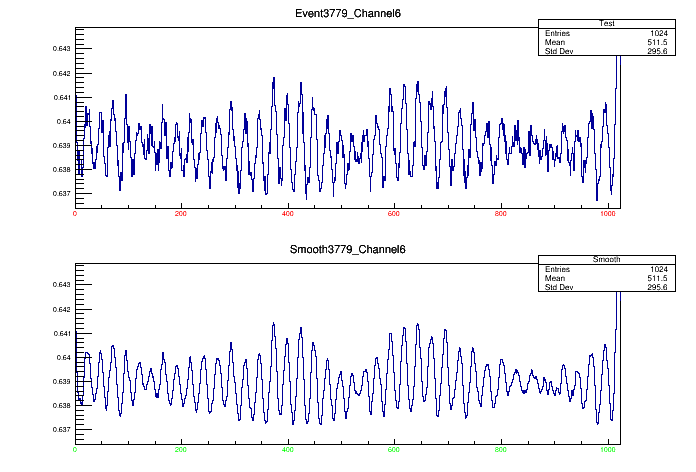 Event3779_Channel6
Test
Entries 1024
Mean 511.5
Std Dev 295.6
0.643
0.642
0.641
0.64
0.639
0.638
0.637
0 200 400 600 800 1000
Smooth3779_Channel6
Smooth
Entries 1024
Mean 511.5
Std Dev 295.6
0.643
0.642
0.641
0.64
0.639
0.638
0.637
0 200 400 600 800 1000